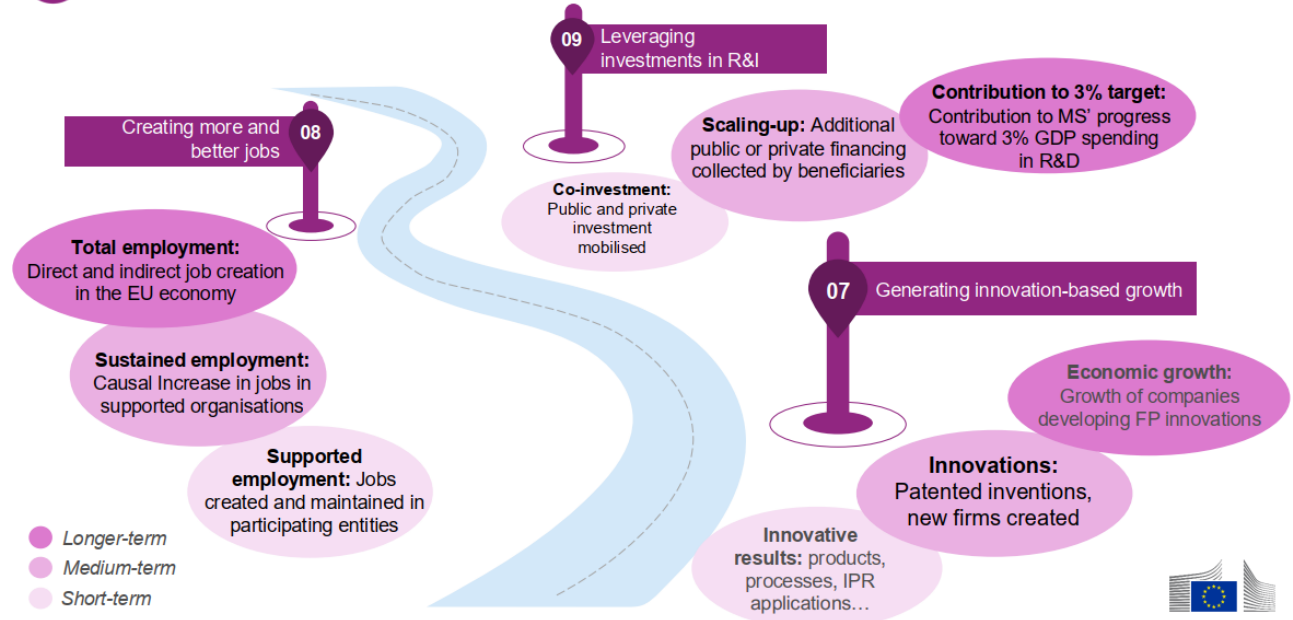 09
Leveraging
investments in R&I
Contribution to 3% target:
Contribution to MS’ progress
toward 3% GDP spending
in R&D
Scaling-up: Additional
public or private financing
collected by beneficiaries
Co-investment:
Public and private
investment
mobilised
Creating more and
better jobs
08
Total employment:
Direct and indirect job creation
in the EU economy
Sustained employment:
Causal Increase in jobs in
supported organisations
Supported
employment: Jobs
created and maintained in
participating entities
07
Generating innovation-based growth
Economic growth:
Growth of companies
developing FP innovations
Innovations:
Patented inventions,
new firms created
Innovative
results: products,
processes, IPR
applications…
Longer-term
Medium-term
Short-term